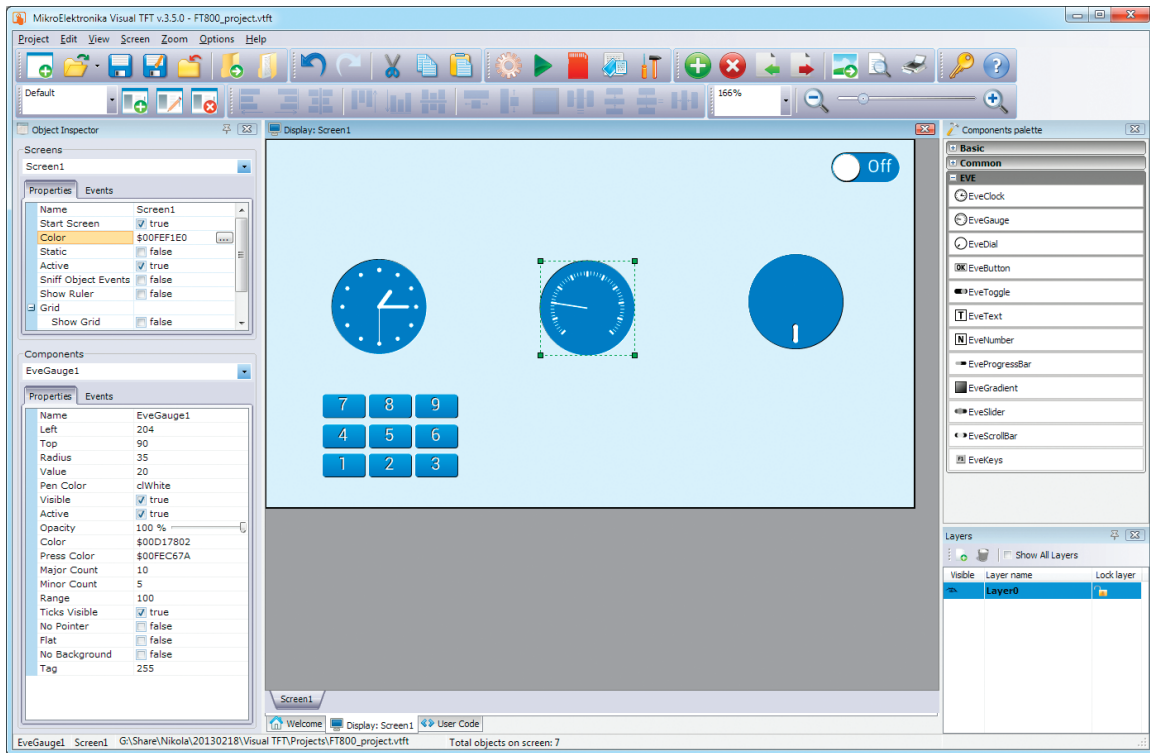 MikroElektronika Visual TFT v.3.5.0 - FT800_project.vtft
Project Edit View Screen Zoom Options Help
Default
166%
Object Inspector
Screens
Screen1
Properties Events
Name Screen1
Start Screen true
Color $00FEF1E0 ...
Static false
Active true
Sniff Object Events false
Show Ruler false
Grid
Show Grid false
Components
EveGauge1
Properties Events
Name EveGauge1
Left 204
Top 90
Radius 35
Value 20
Pen Color clWhite
Visible true
Active true
Opacity 100 %
Color $00D17802
Press Color $00FEC67A
Major Count 10
Minor Count 5
Range 100
Ticks Visible true
No Pointer false
Flat false
No Background false
Tag 255
Display: Screen1
Off
7 8 9
4 5 6
1 2 3
Screen1
Welcome Display: Screen1 User Code
Components palette
Basic
Common
EVE
EveClock
EveGauge
EveDial
OK EveButton
EveToggle
T EveText
N EveNumber
EveProgressBar
EveGradient
EveSlider
EveScrollBar
EveKeys
Layers
Show All Layers
Visible Layer name Lock layer
Layer0
EveGauge1 Screen1 G:\Share\Nikola\20130218\Visual TFT\Projects\FT800_project.vtft Total objects on screen: 7